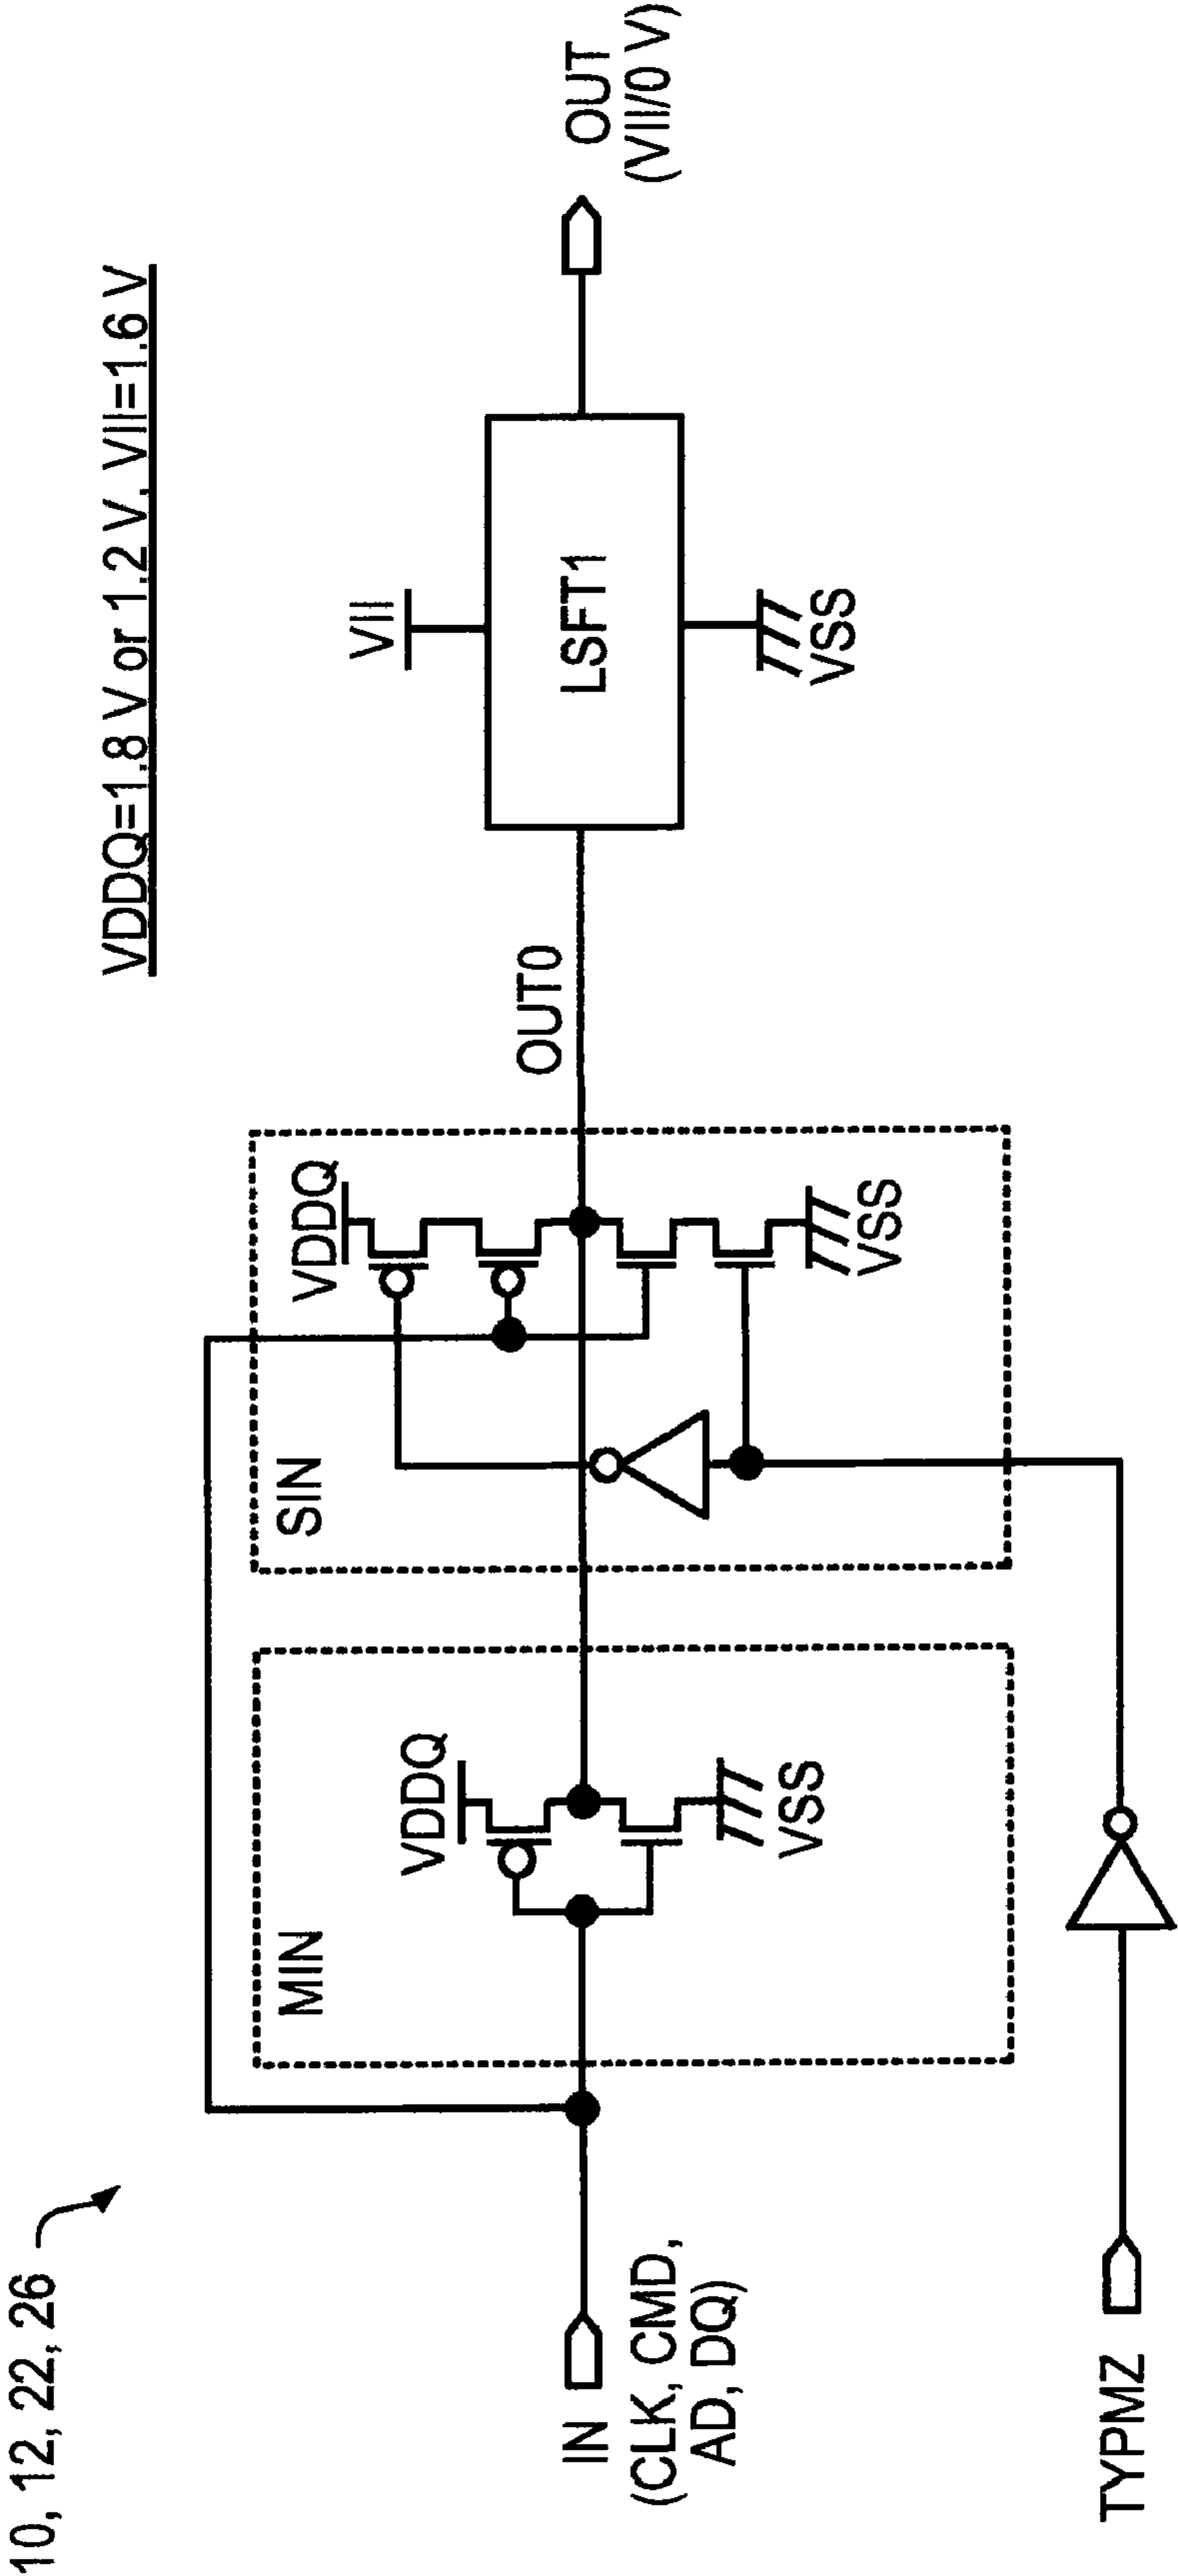 10, 12, 22, 26
VDDQ=1.8 V or 1.2 V, VII=1.6 V
MIN
VDDQ
VSS
SIN
VDDQ
VSS
OUT0
VII
LSFT1
VSS
OUT
(VII/0 V)
IN
(CLK, CMD,
AD, DQ)
TYPMZ